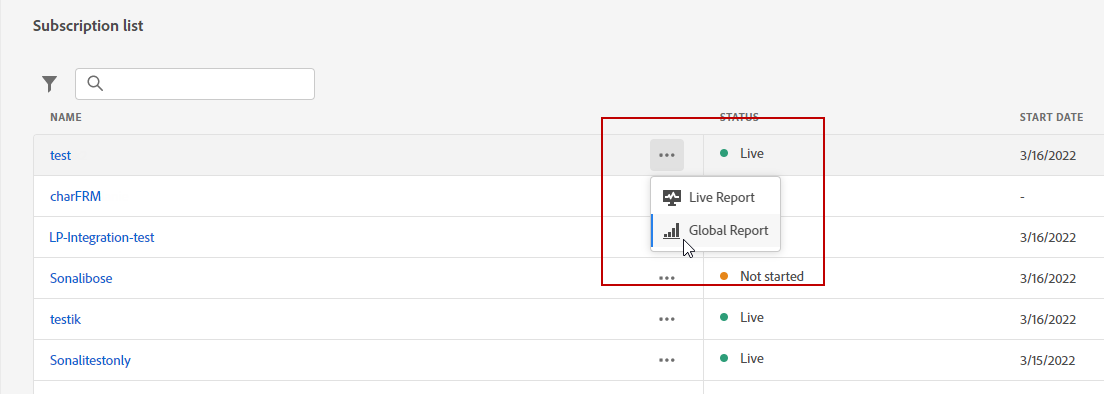 Subscription list
NAME STATUS START DATE
test ••• Live 3/16/2022
Live Report
charFRM -
Global Report
LP-Integration-test 3/16/2022
Sonalibose ••• Not started 3/16/2022
testik ••• Live 3/16/2022
Sonalitestonly ••• Live 3/15/2022